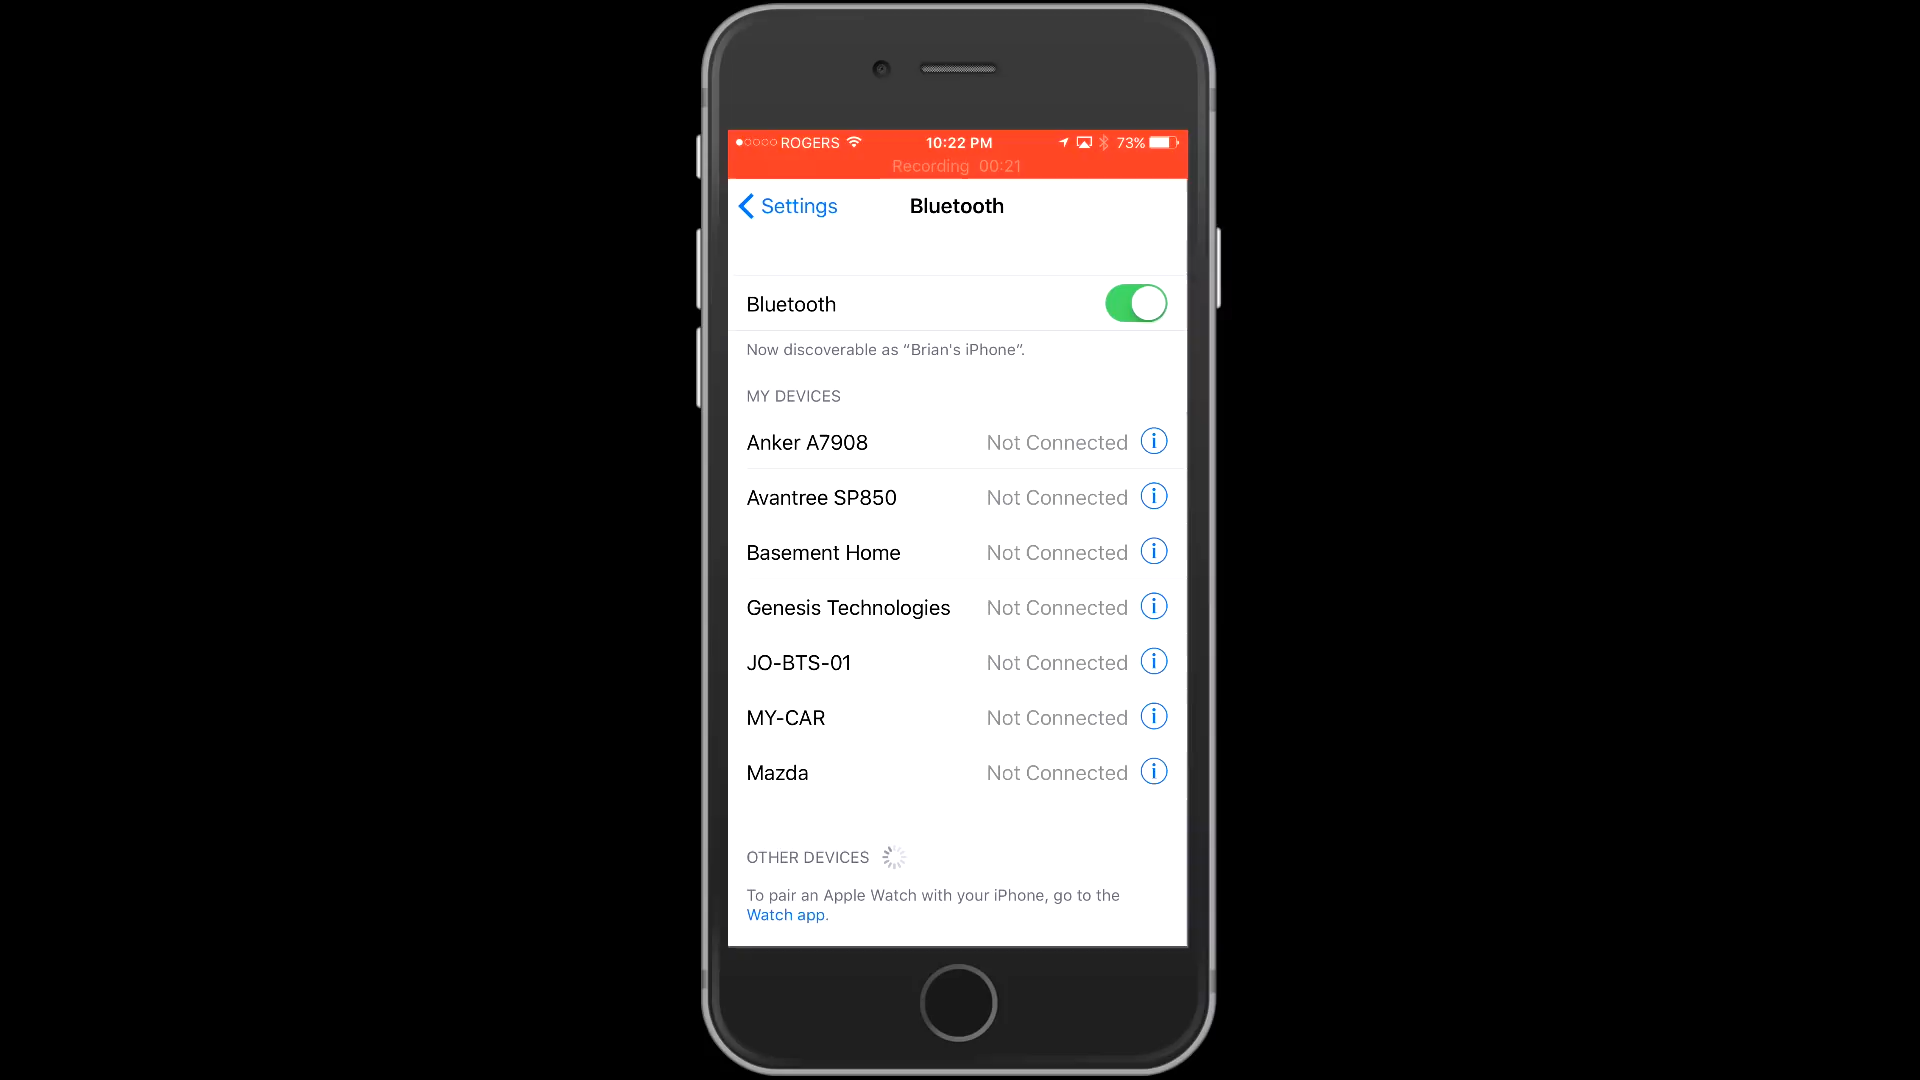 ROGERS 10:22 PM 73%
Recording 00:21
Settings Bluetooth
Bluetooth
Now discoverable as “Brian's iPhone”.
MY DEVICES
Anker A7908 Not Connected
Avantree SP850 Not Connected
Basement Home Not Connected
Genesis Technologies Not Connected
JO-BTS-01 Not Connected
MY-CAR Not Connected
Mazda Not Connected
OTHER DEVICES
To pair an Apple Watch with your iPhone, go to the
Watch app.